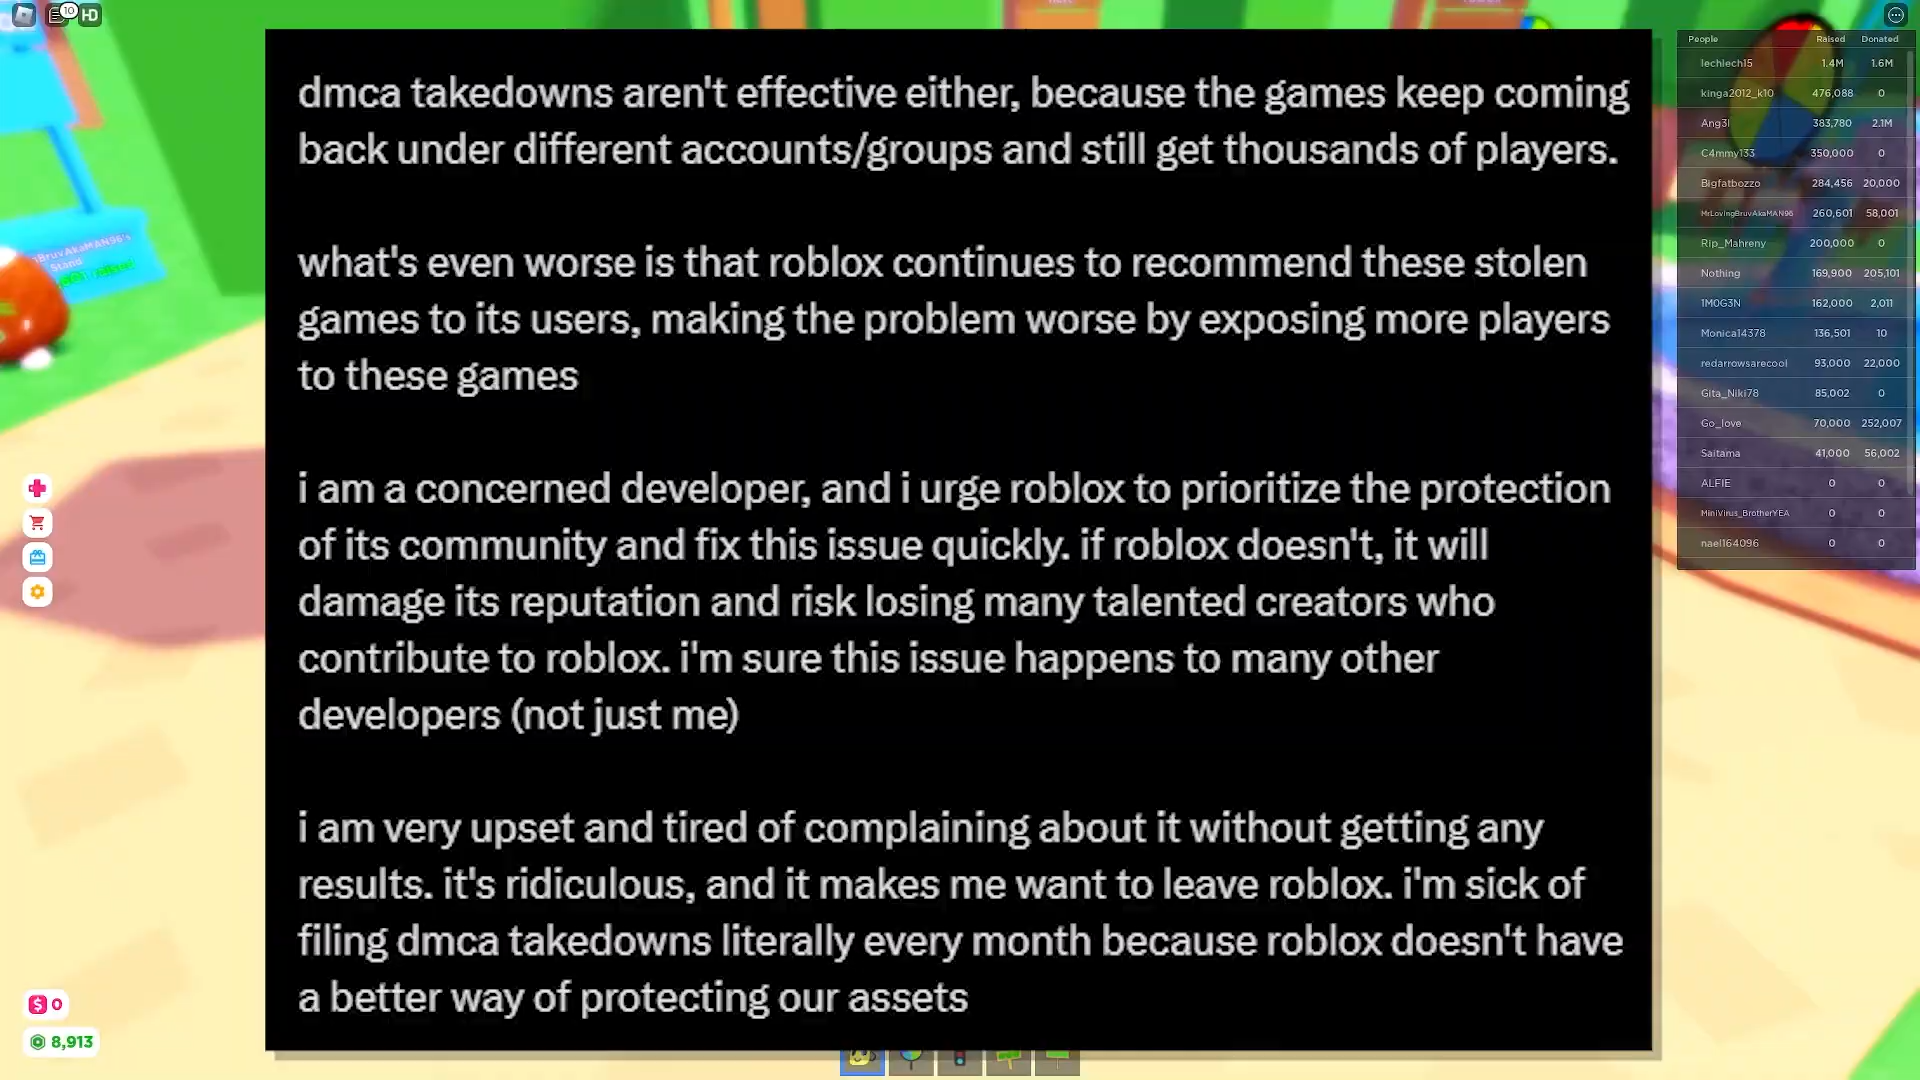 10 HD
dmca takedowns aren't effective either, because the games keep coming
back under different accounts/groups and still get thousands of players.
what's even worse is that roblox continues to recommend these stolen
games to its users, making the problem worse by exposing more players
to these games
i am a concerned developer, and i urge roblox to prioritize the protection
of its community and fix this issue quickly. if roblox doesn't, it will
damage its reputation and risk losing many talented creators who
contribute to roblox. i'm sure this issue happens to many other
developers (not just me)
i am very upset and tired of complaining about it without getting any
results. it's ridiculous, and it makes me want to leave roblox. i'm sick of
filing dmca takedowns literally every month because roblox doesn't have
a better way of protecting our assets
People Raised Donated
lechlech15 1.4M 1.6M
kinga2012_k10 476,088 0
Ang3l 383,780 2.1M
C4mmy133 350,000 0
Bigfatbozzo 284,456 20,000
MrLovingBruvAkaMAN96 260,601 58,001
Rip_Mahreny 200,000 0
Nothing 169,900 205,101
1M0G3N 162,000 2,011
Monica14378 136,501 10
redarrowsarecool 93,000 22,000
Gita_Niki78 85,002 0
Go_love 70,000 252,007
Saitama 41,000 56,002
ALFIE 0 0
MiniVirus_BrotherYEA 0 0
nael164096 0 0
BruvAkaMAN96's
Stand
raised
$ 0
8,913